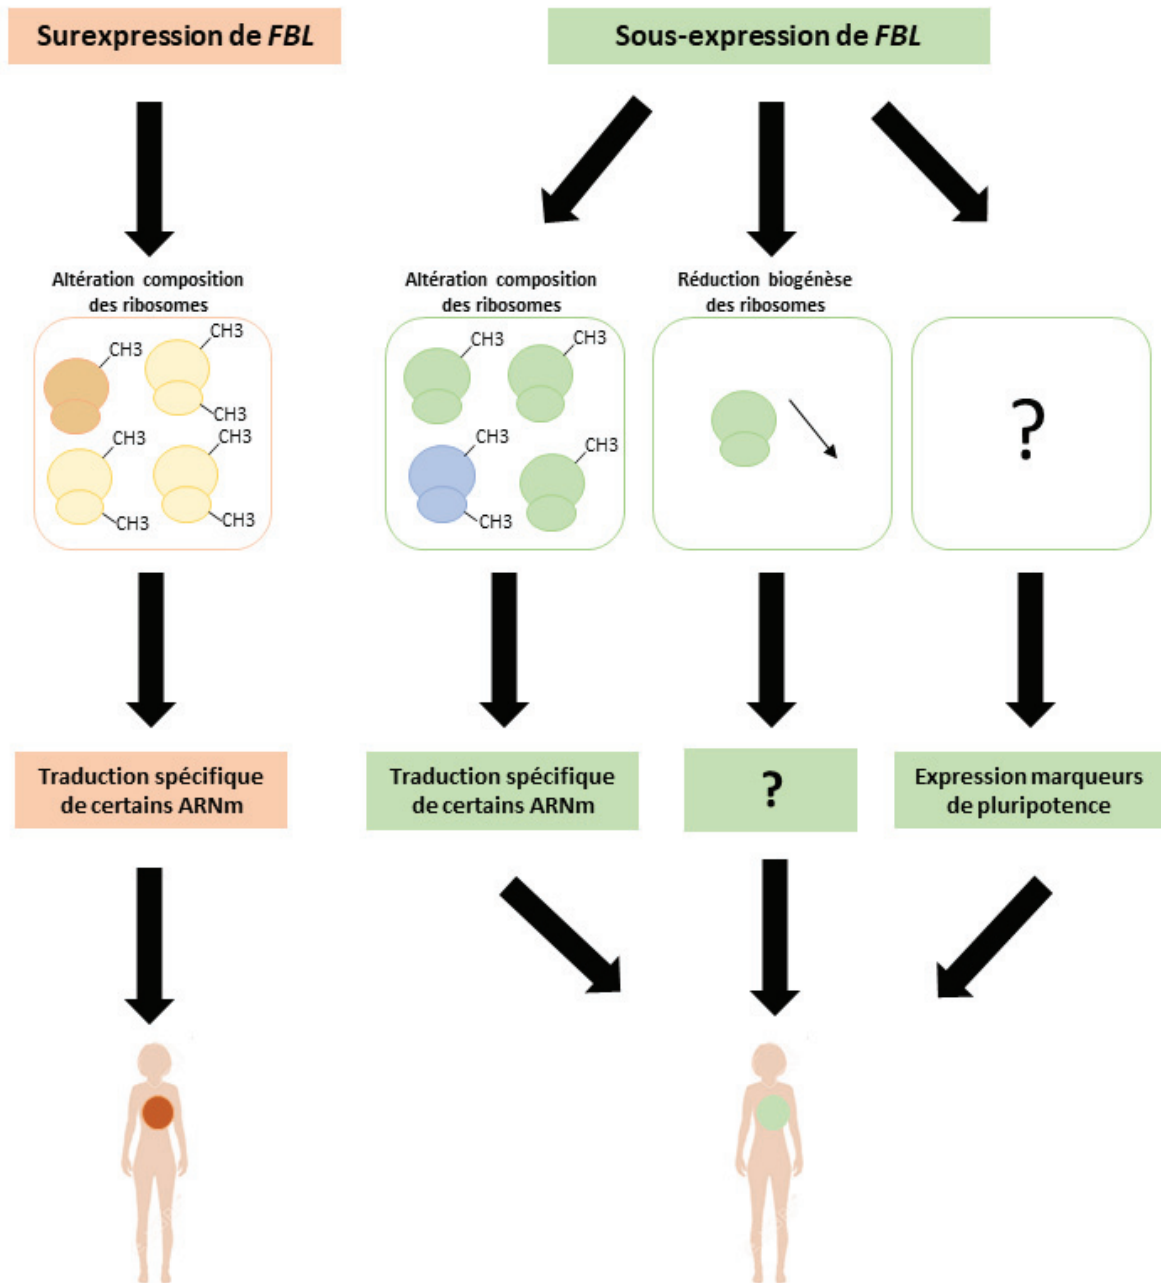 Surexpression de FBL
Sous-expression de FBL
Altération composition
des ribosomes
CH3
CH3
CH3
CH3
CH3
CH3
CH3
Altération composition
des ribosomes
CH3
CH3
CH3
CH3
CH3
Réduction biogénèse
des ribosomes
?
Traduction spécifique
de certains ARNm
Traduction spécifique
de certains ARNm
?
Expression marqueurs
de pluripotence